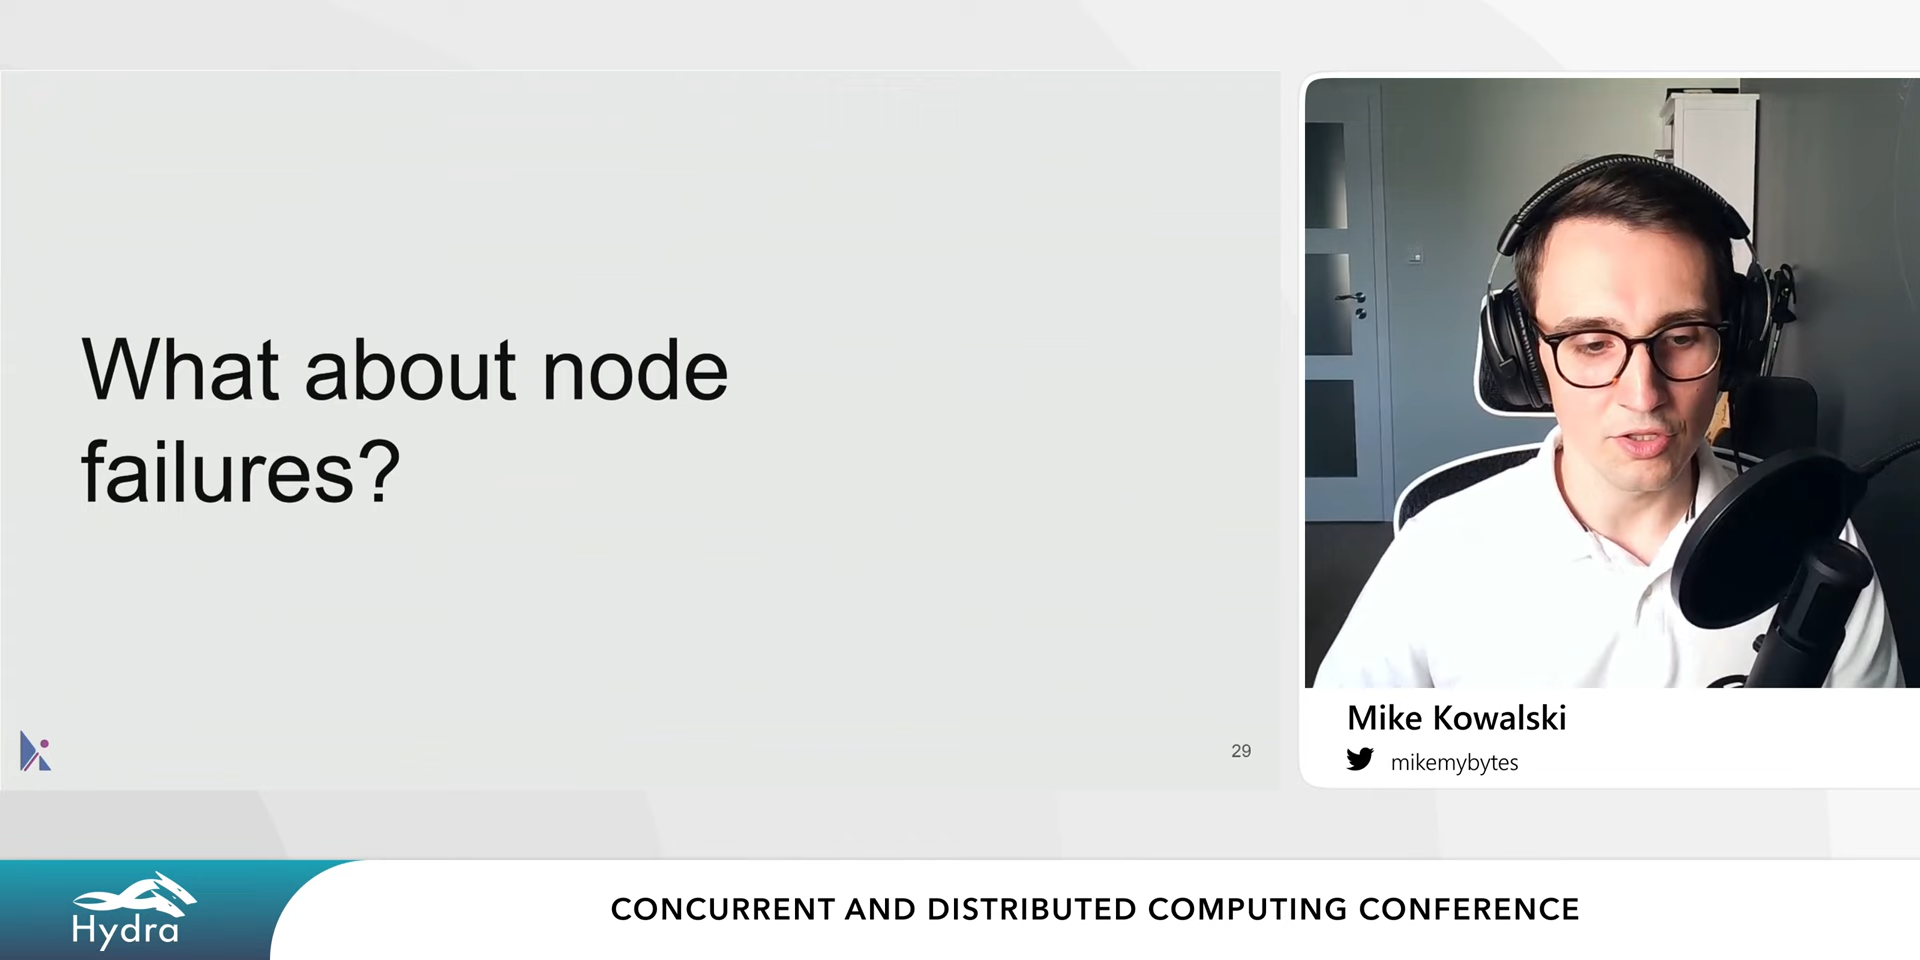 What about node
failures?
29
Mike Kowalski
mikemybytes
Hydra
CONCURRENT AND DISTRIBUTED COMPUTING CONFERENCE